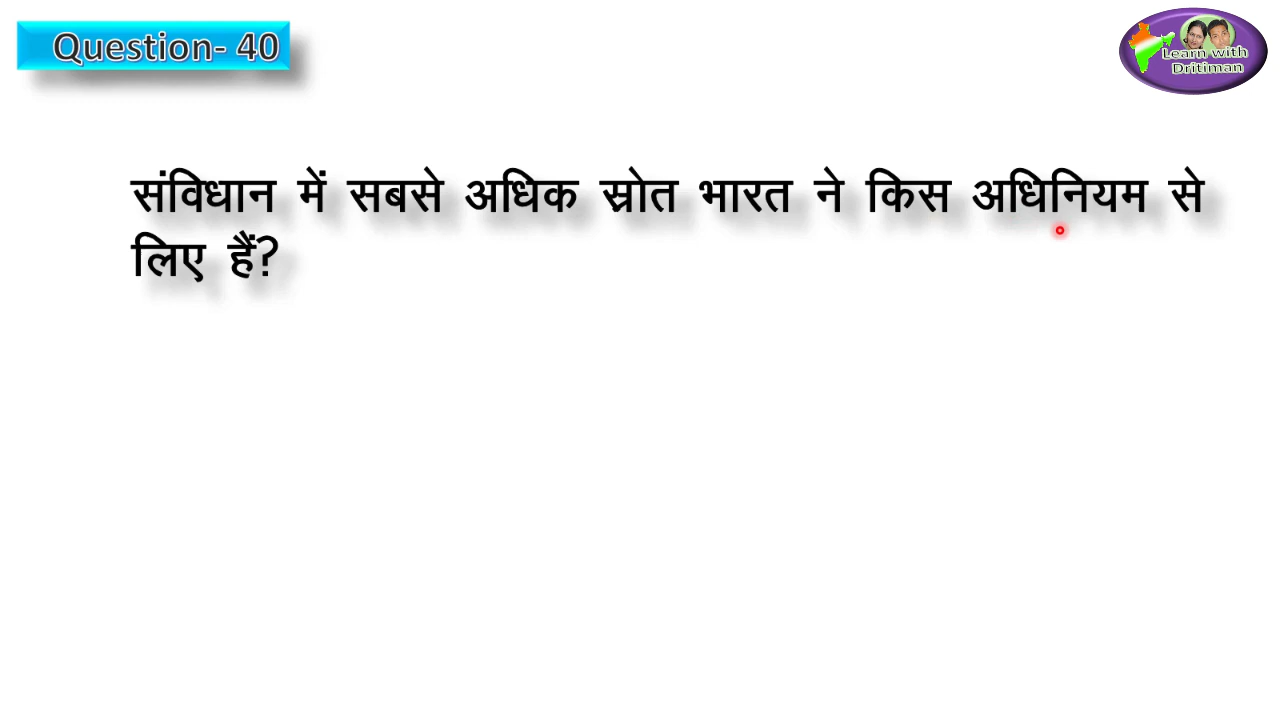 Question- 40
Learn with
Dritiman
संविधान में सबसे अधिक स्रोत भारत ने किस अधिनियम से
लिए हैं?